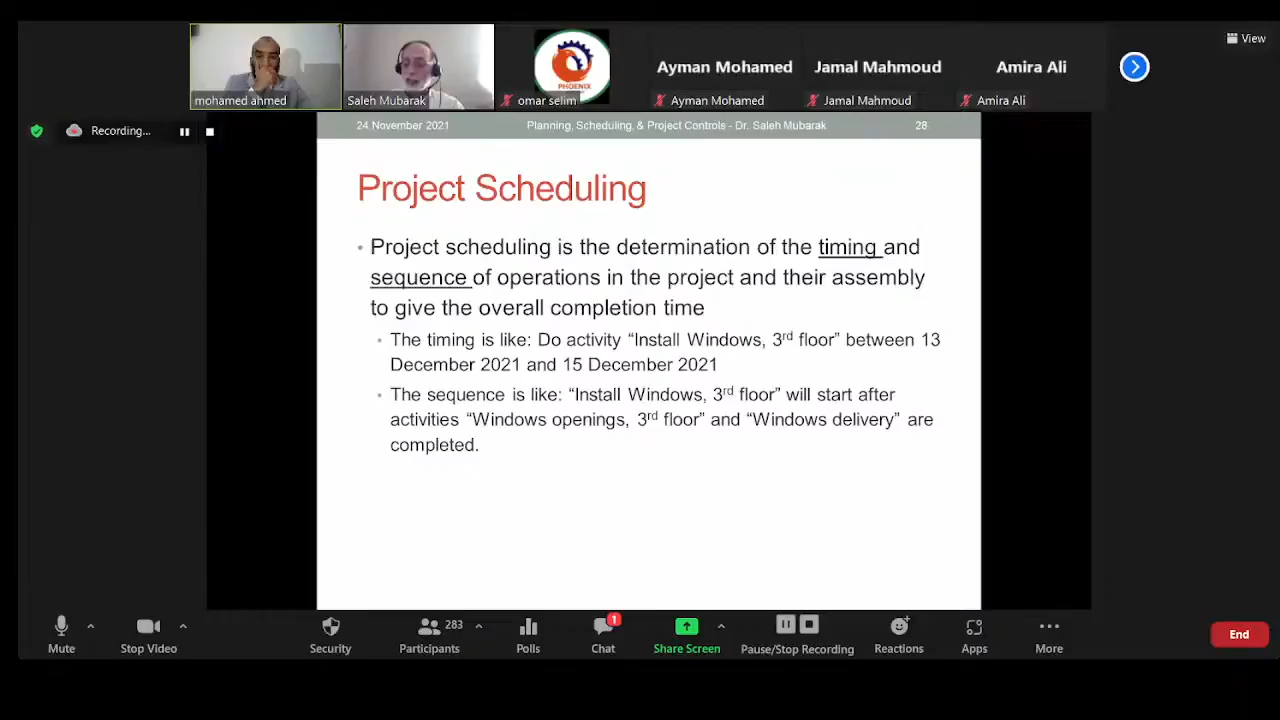 View
Ayman Mohamed
Jamal Mahmoud
Amira Ali
PHOENIX
mohamed ahmed
Saleh Mubarak
omar selim
Ayman Mohamed
Jamal Mahmoud
Amira Ali
Recording...
24 November 2021
Planning, Scheduling, & Project Controls - Dr. Saleh Mubarak
28
Project Scheduling
• Project scheduling is the determination of the timing and
sequence of operations in the project and their assembly
to give the overall completion time
• The timing is like: Do activity “Install Windows, 3rd floor” between 13
December 2021 and 15 December 2021
• The sequence is like: “Install Windows, 3rd floor” will start after
activities “Windows openings, 3rd floor” and “Windows delivery” are
completed.
283
1
Mute
Stop Video
Security
Participants
Polls
Chat
Share Screen
Pause/Stop Recording
Reactions
Apps
More
End